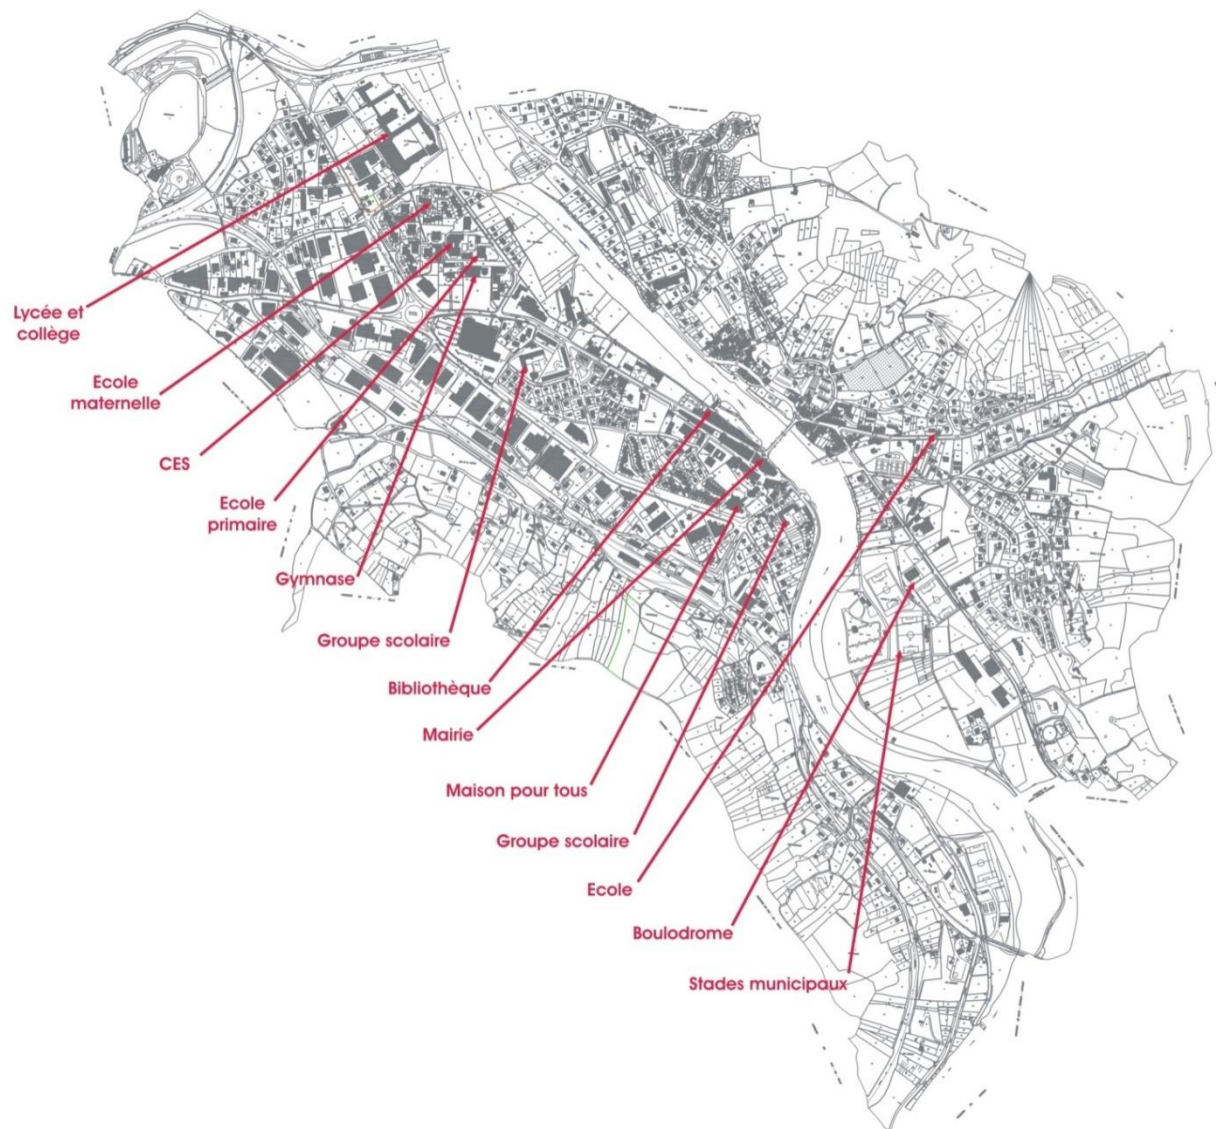 Lycée et
collège
Ecole
maternelle
CES
Ecole
primaire
Gymnase
Groupe scolaire
Bibliothèque
Mairie
Maison pour tous
Groupe scolaire
Ecole
Boulodrome
Stades municipaux